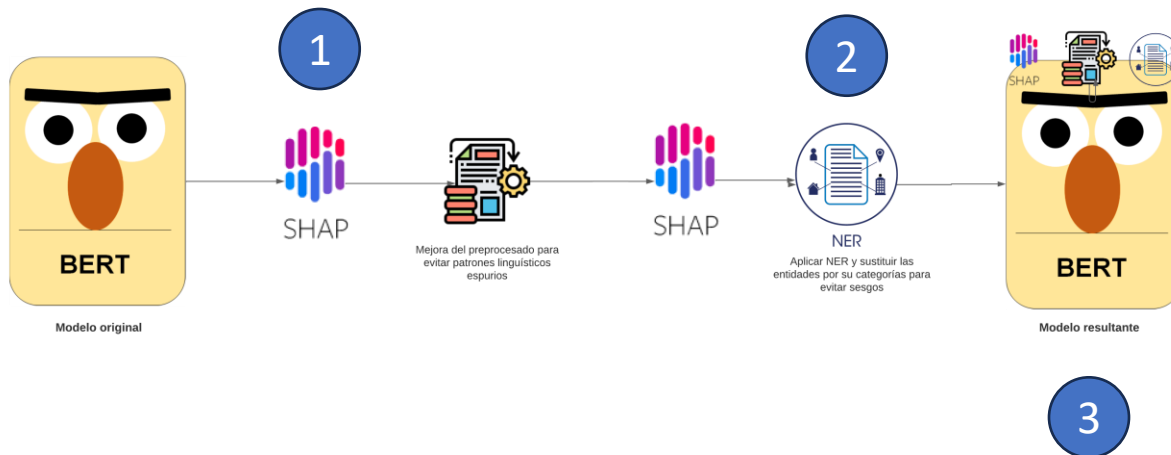 1
2
SHAP
SHAP
SHAP
NER
BERT
Mejora del preprocesado para
evitar patrones linguísticos
espurios
Aplicar NER y sustituir las
entidades por su categorías para
evitar sesgos
BERT
Modelo original
Modelo resultante
3